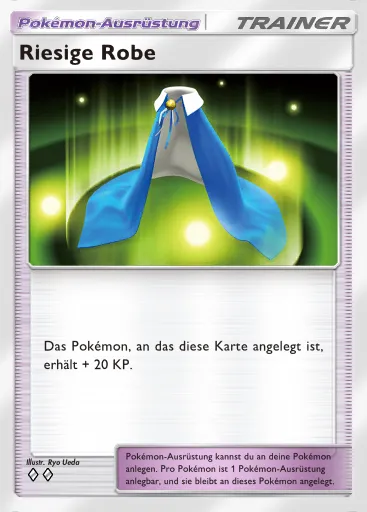 Pokémon-Ausrüstung
TRAINER
Riesige Robe
Das Pokémon, an das diese Karte angelegt ist,
erhält + 20 KP.
Illustr. Ryo Ueda
Pokémon-Ausrüstung kannst du an deine Pokémon
anlegen. Pro Pokémon ist 1 Pokémon-Ausrüstung
anlegbar, und sie bleibt an dieses Pokémon angelegt.